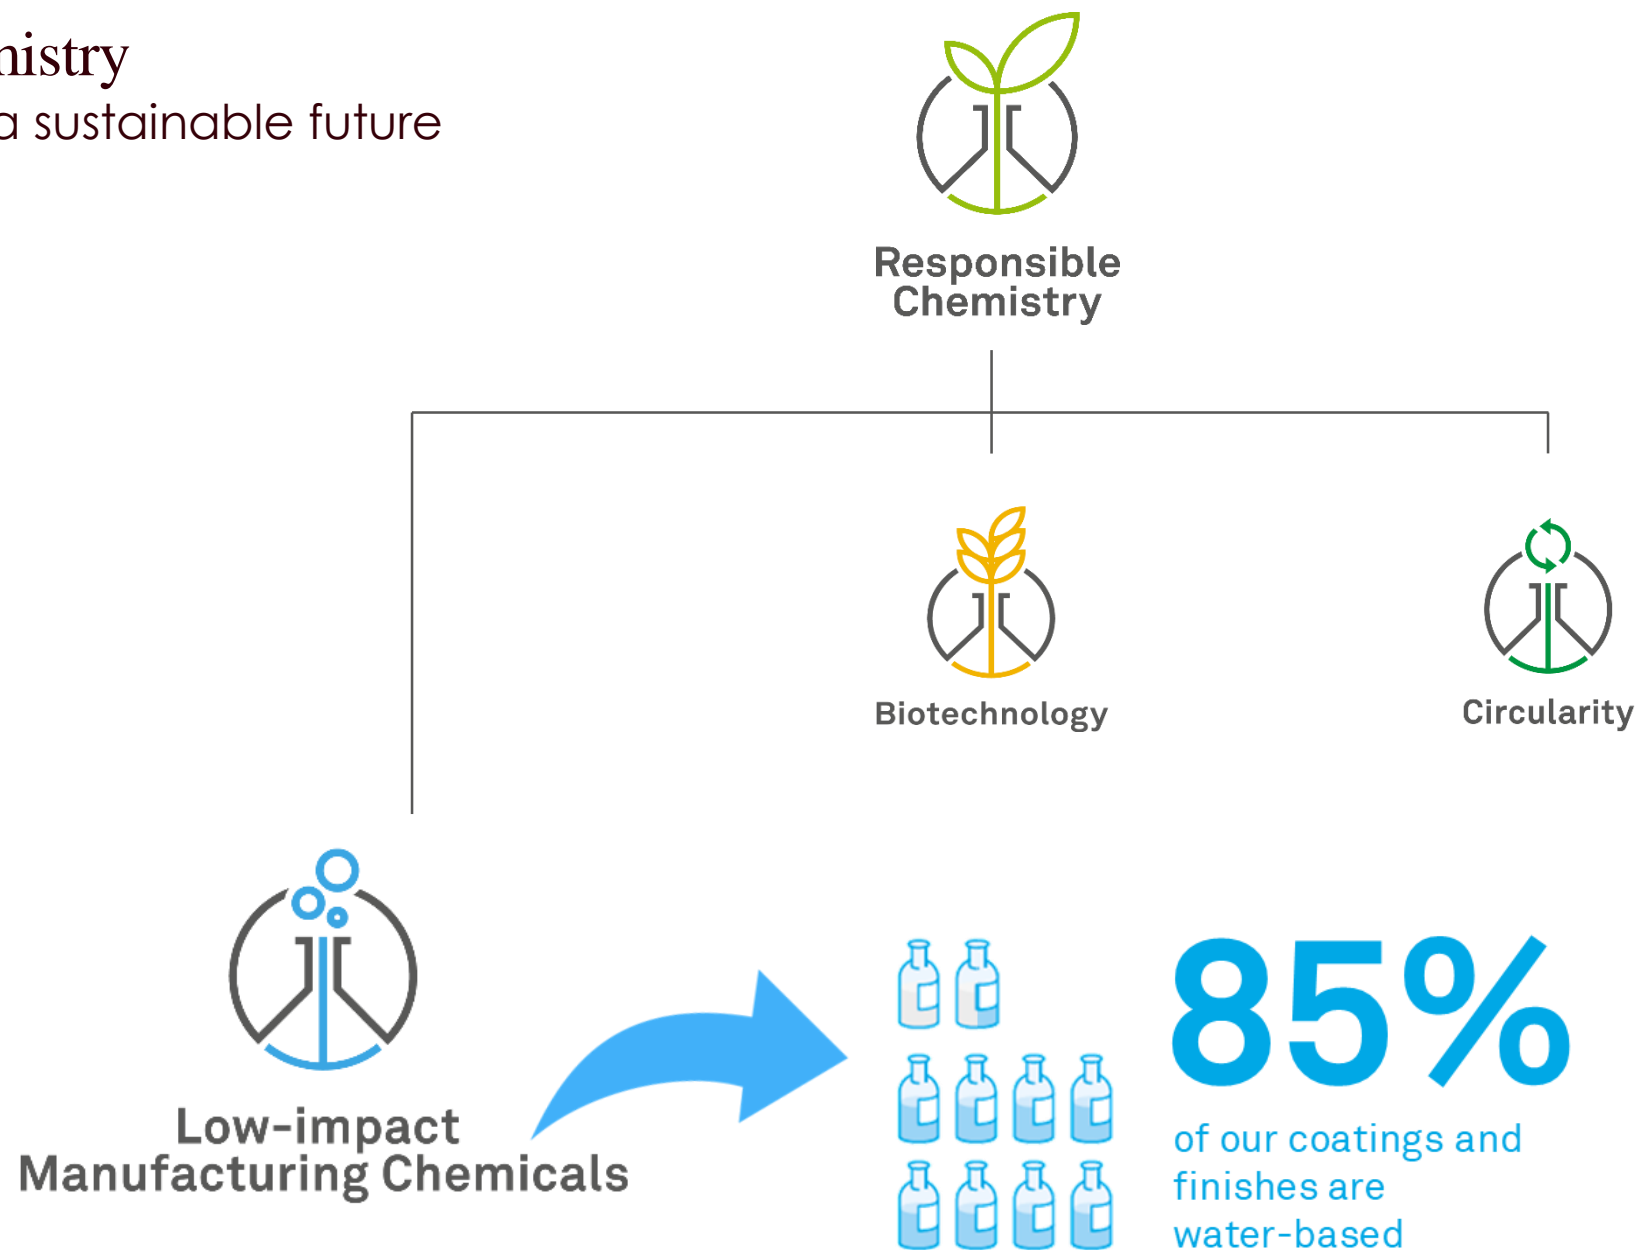 a sustainable future
Responsible
Chemistry
Biotechnology
Circularity
Low-impact
Manufacturing Chemicals
85%
of our coatings and
finishes are
water-based